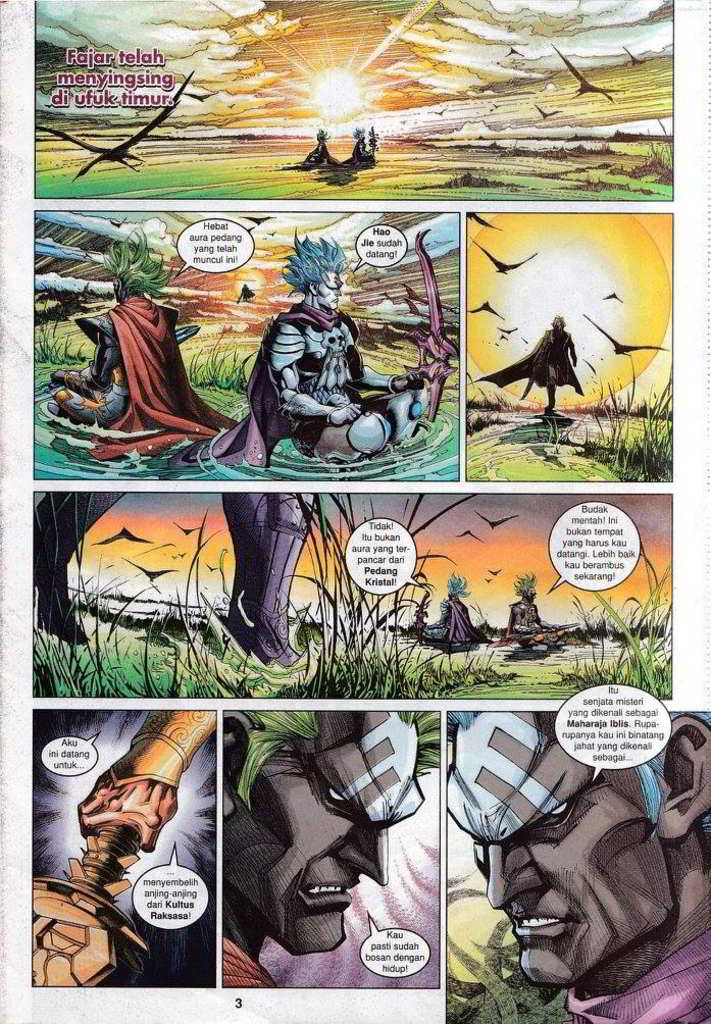 Fajar telah
menyingsing
di ufuk timur.
Hebat
aura pedang
yang telah
muncul ini!
Hao
Jie sudah
datang!
Tidak!
Itu bukan
aura yang ter-
pancar dari
Pedang
Kristal!
Budak
mentah! Ini
bukan tempat
yang harus kau
datangi. Lebih baik
kau berambus
sekarang!
Aku
ini datang
untuk...
...
menyembelih
anjing-anjing
dari Kultus
Raksasa!
Kau
pasti sudah
bosan dengan
hidup!
Itu
senjata misteri
yang dikenali sebagai
Maharaja Iblis. Rupa-
rupanya kau ini binatang
jahat yang dikenali
sebagai...
3